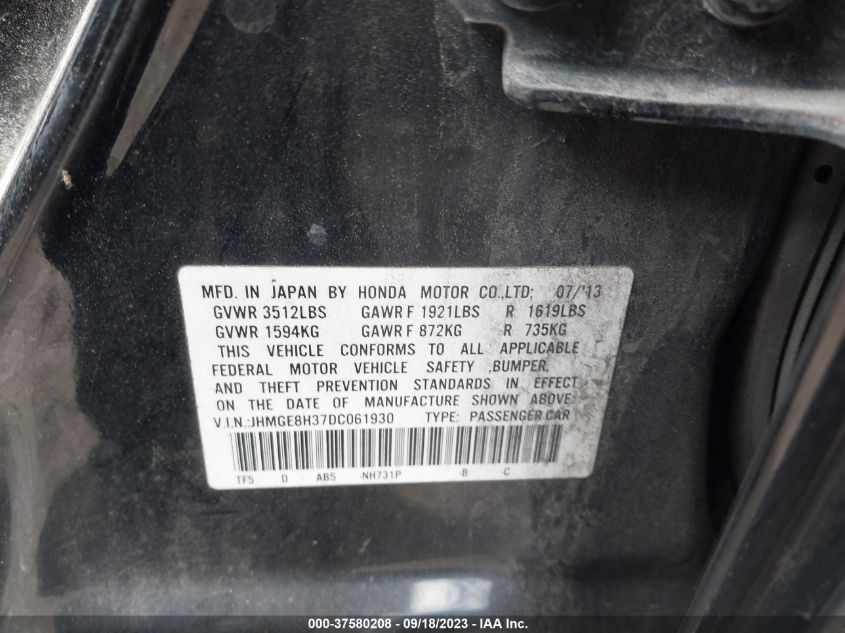 MFD. IN JAPAN BY HONDA MOTOR CO.,LTD; 07/'13
GVWR 3512LBS GAWR F 1921LBS R 1619LBS
GVWR 1594KG GAWR F 872KG R 735KG
THIS VEHICLE CONFORMS TO ALL APPLICABLE
FEDERAL MOTOR VEHICLE SAFETY ,BUMPER,
AND THEFT PREVENTION STANDARDS IN EFFECT
ON THE DATE OF MANUFACTURE SHOWN ABOVE.
V.I.N.:JHMGE8H37DC061930 TYPE: PASSENGER CAR
TF5 D AB5 -NH731P -B -C
000-37580208 - 09/18/2023 - IAA, Inc.